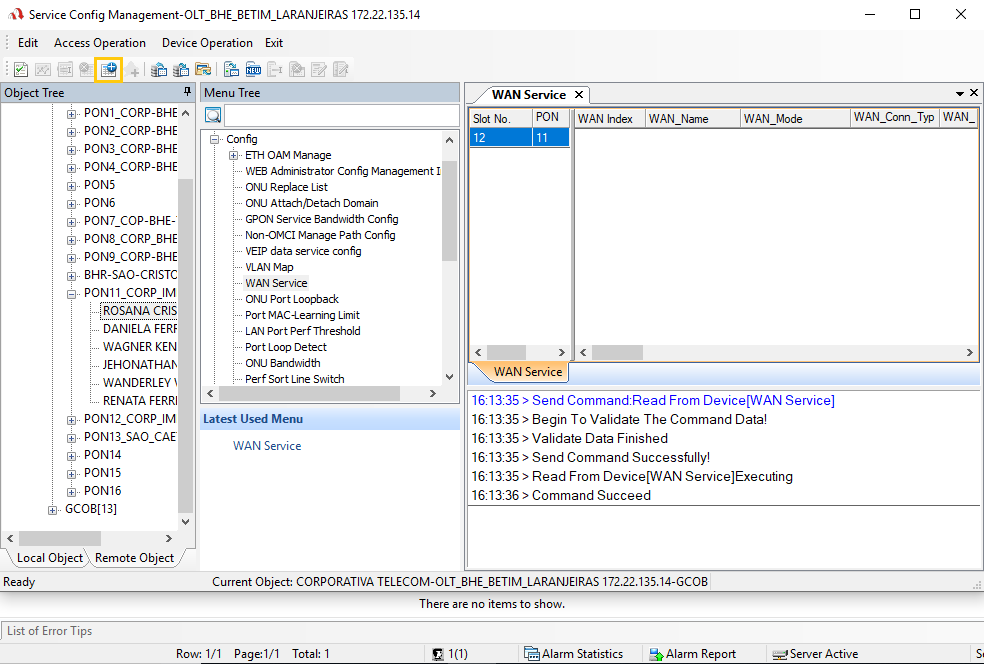 Service Config Management-OLT_BHE_BETIM_LARANJEIRAS 172.22.135.14
Edit Access Operation Device Operation Exit
Object Tree
PON1_CORP-BHE
PON2_CORP-BHE
PON3_CORP-BHE
PON4_CORP-BHE
PON5
PON6
PON7_COP-BHE-
PON8_CORP_BHE
PON9_CORP-BHE
BHR-SAO-CRISTO
PON11_CORP_IM
ROSANA CRIS
DANIELA FERR
WAGNER KEN
JEHONATHAN
WANDERLEY
RENATA FERR
PON12_CORP_IM
PON13_SAO_CAE
PON14
PON15
PON16
GCOB[13]
Local Object Remote Object
Menu Tree
Config
ETH OAM Manage
WEB Administrator Config Management I
ONU Replace List
ONU Attach/Detach Domain
GPON Service Bandwidth Config
Non-OMCI Manage Path Config
VEIP data service config
VLAN Map
WAN Service
ONU Port Loopback
Port MAC-Learning Limit
LAN Port Perf Threshold
Port Loop Detect
ONU Bandwidth
Perf Sort Line Switch
Latest Used Menu
WAN Service
WAN Service
Slot No. PON WAN Index WAN_Name WAN_Mode WAN_Conn_Typ WAN_
12 11
WAN Service
16:13:35 > Send Command:Read From Device[WAN Service]
16:13:35 > Begin To Validate The Command Data!
16:13:35 > Validate Data Finished
16:13:35 > Send Command Successfully!
16:13:35 > Read From Device[WAN Service]Executing
16:13:36 > Command Succeed
Ready Current Object: CORPORATIVA TELECOM-OLT_BHE_BETIM_LARANJEIRAS 172.22.135.14-GCOB
There are no items to show.
List of Error Tips
Row: 1/1 Page:1/1 Total: 1 1(1) Alarm Statistics Alarm Report Server Active